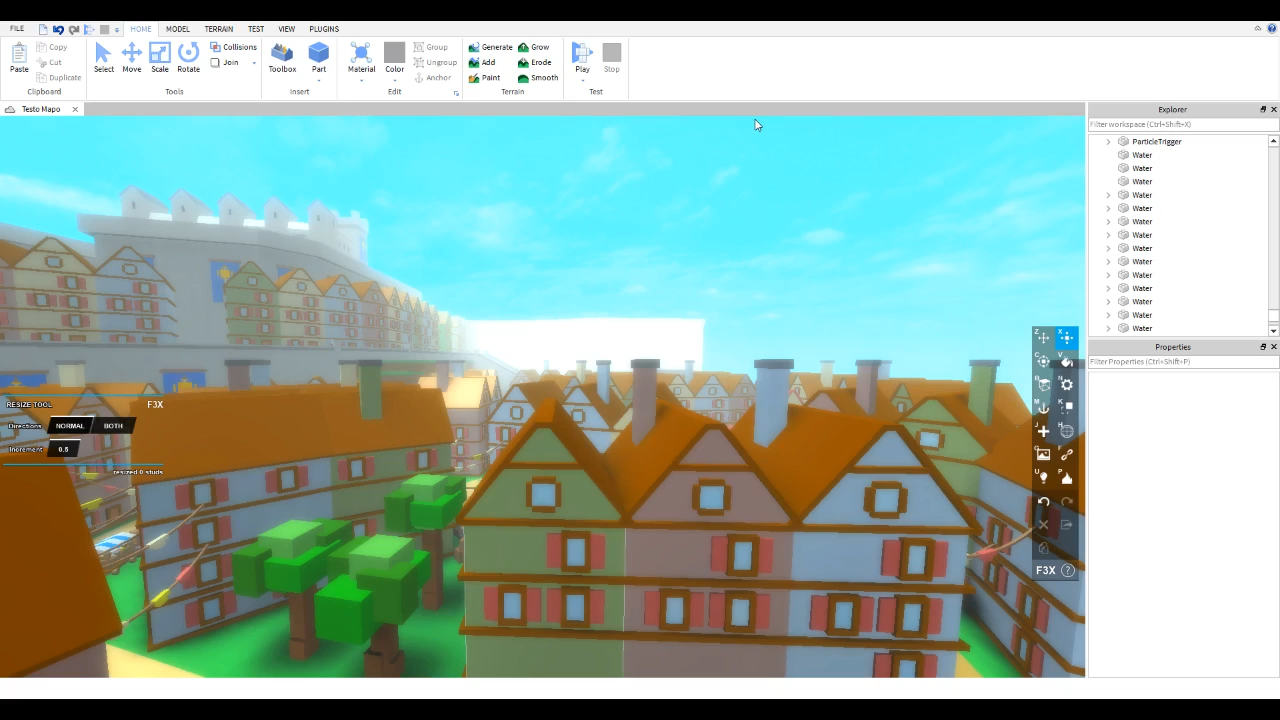 FILE HOME MODEL TERRAIN TEST VIEW PLUGINS
Paste Copy Cut Duplicate Clipboard
Select Move Scale Rotate Collisions Join Tools
Toolbox Part Insert
Material Color Group Ungroup Anchor Edit
Generate Grow Add Erode Paint Smooth Terrain
Play Stop Test
Testo Mapo
Explorer
Filter workspace (Ctrl+Shift+X)
ParticleTrigger
Water
Water
Water
Water
Water
Water
Water
Water
Water
Water
Water
Water
Water
Water
Properties
Filter Properties (Ctrl+Shift+P)
RESIZE TOOL F3X
Directions NORMAL BOTH
Increment 0.5
resized 0 studs
Z X
C V
B N
M K
J H
G F
U P
F3X ?